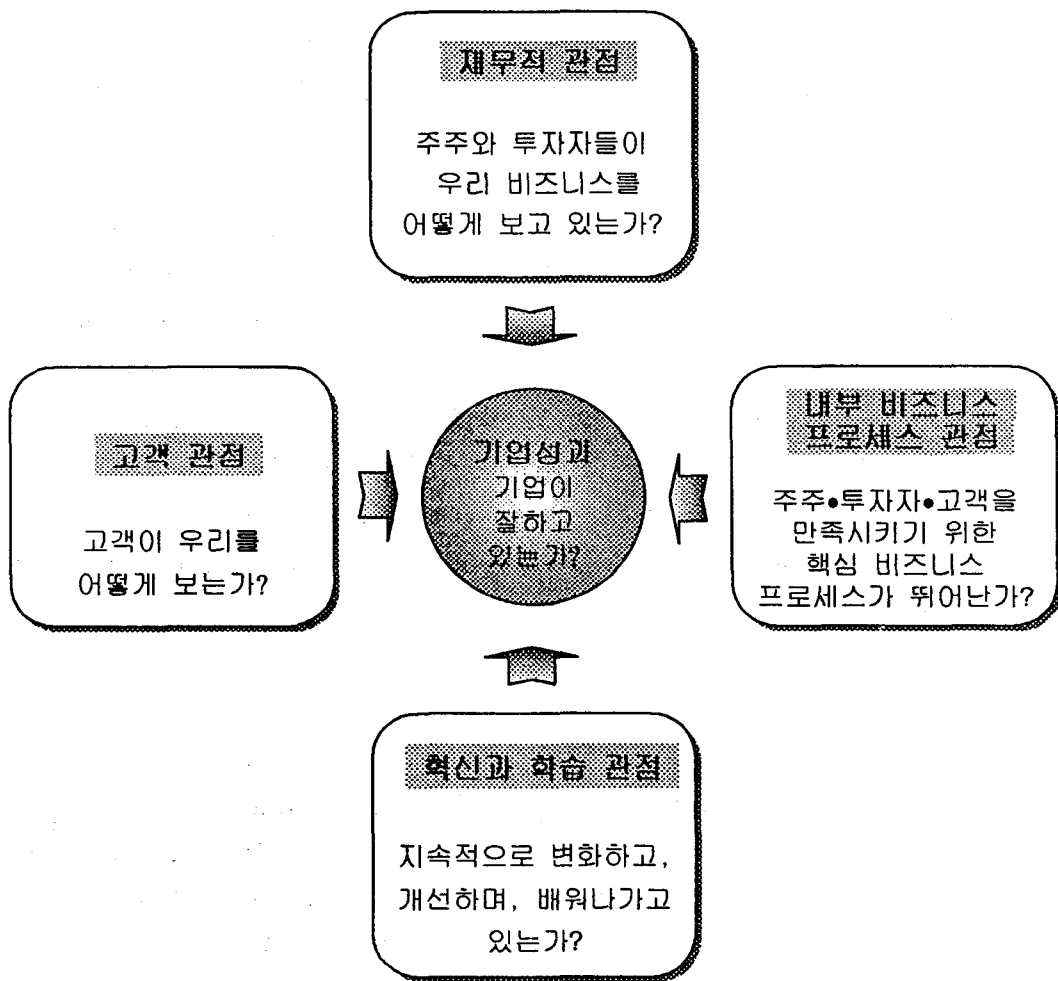 재무적 관점
주주와 투자자들이
우리 비즈니스를
어떻게 보고 있는가?
고객 관점
고객이 우리를
어떻게 보는가?
기업성과
기업이
잘하고
있는가?
내부 비즈니스
프로세스 관점
주주•투자자•고객을
만족시키기 위한
핵심 비즈니스
프로세스가 뛰어난가?
혁신과 학습 관점
지속적으로 변화하고,
개선하며, 배워나가고
있는가?